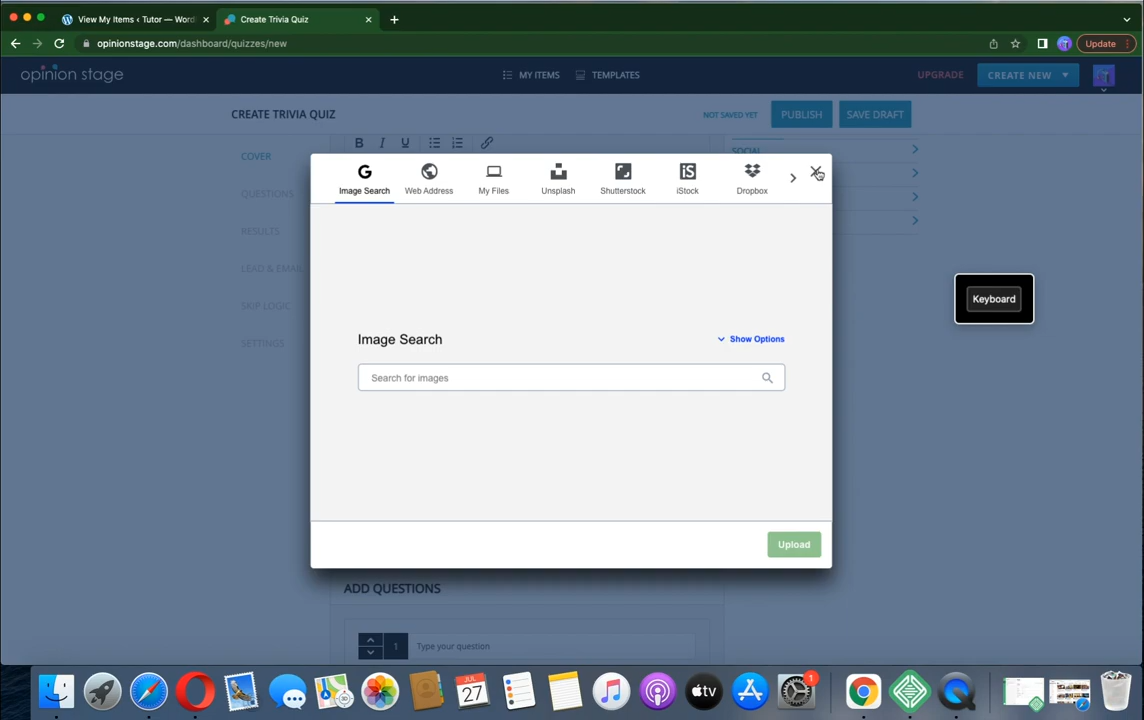 View My Items ‹ Tutor — Word
Create Trivia Quiz
opinionstage.com/dashboard/quizzes/new
Update
opinion stage
MY ITEMS
TEMPLATES
UPGRADE
CREATE NEW
CREATE TRIVIA QUIZ
NOT SAVED YET
PUBLISH
SAVE DRAFT
COVER
QUESTIONS
RESULTS
LEAD & EMAIL
SKIP LOGIC
SETTINGS
B I U
SOCIAL
G
iS
Image Search
Web Address
My Files
Unsplash
Shutterstock
iStock
Dropbox
Keyboard
Image Search
Show Options
Search for images
Upload
ADD QUESTIONS
1
Type your question
JUL
27
tv
1